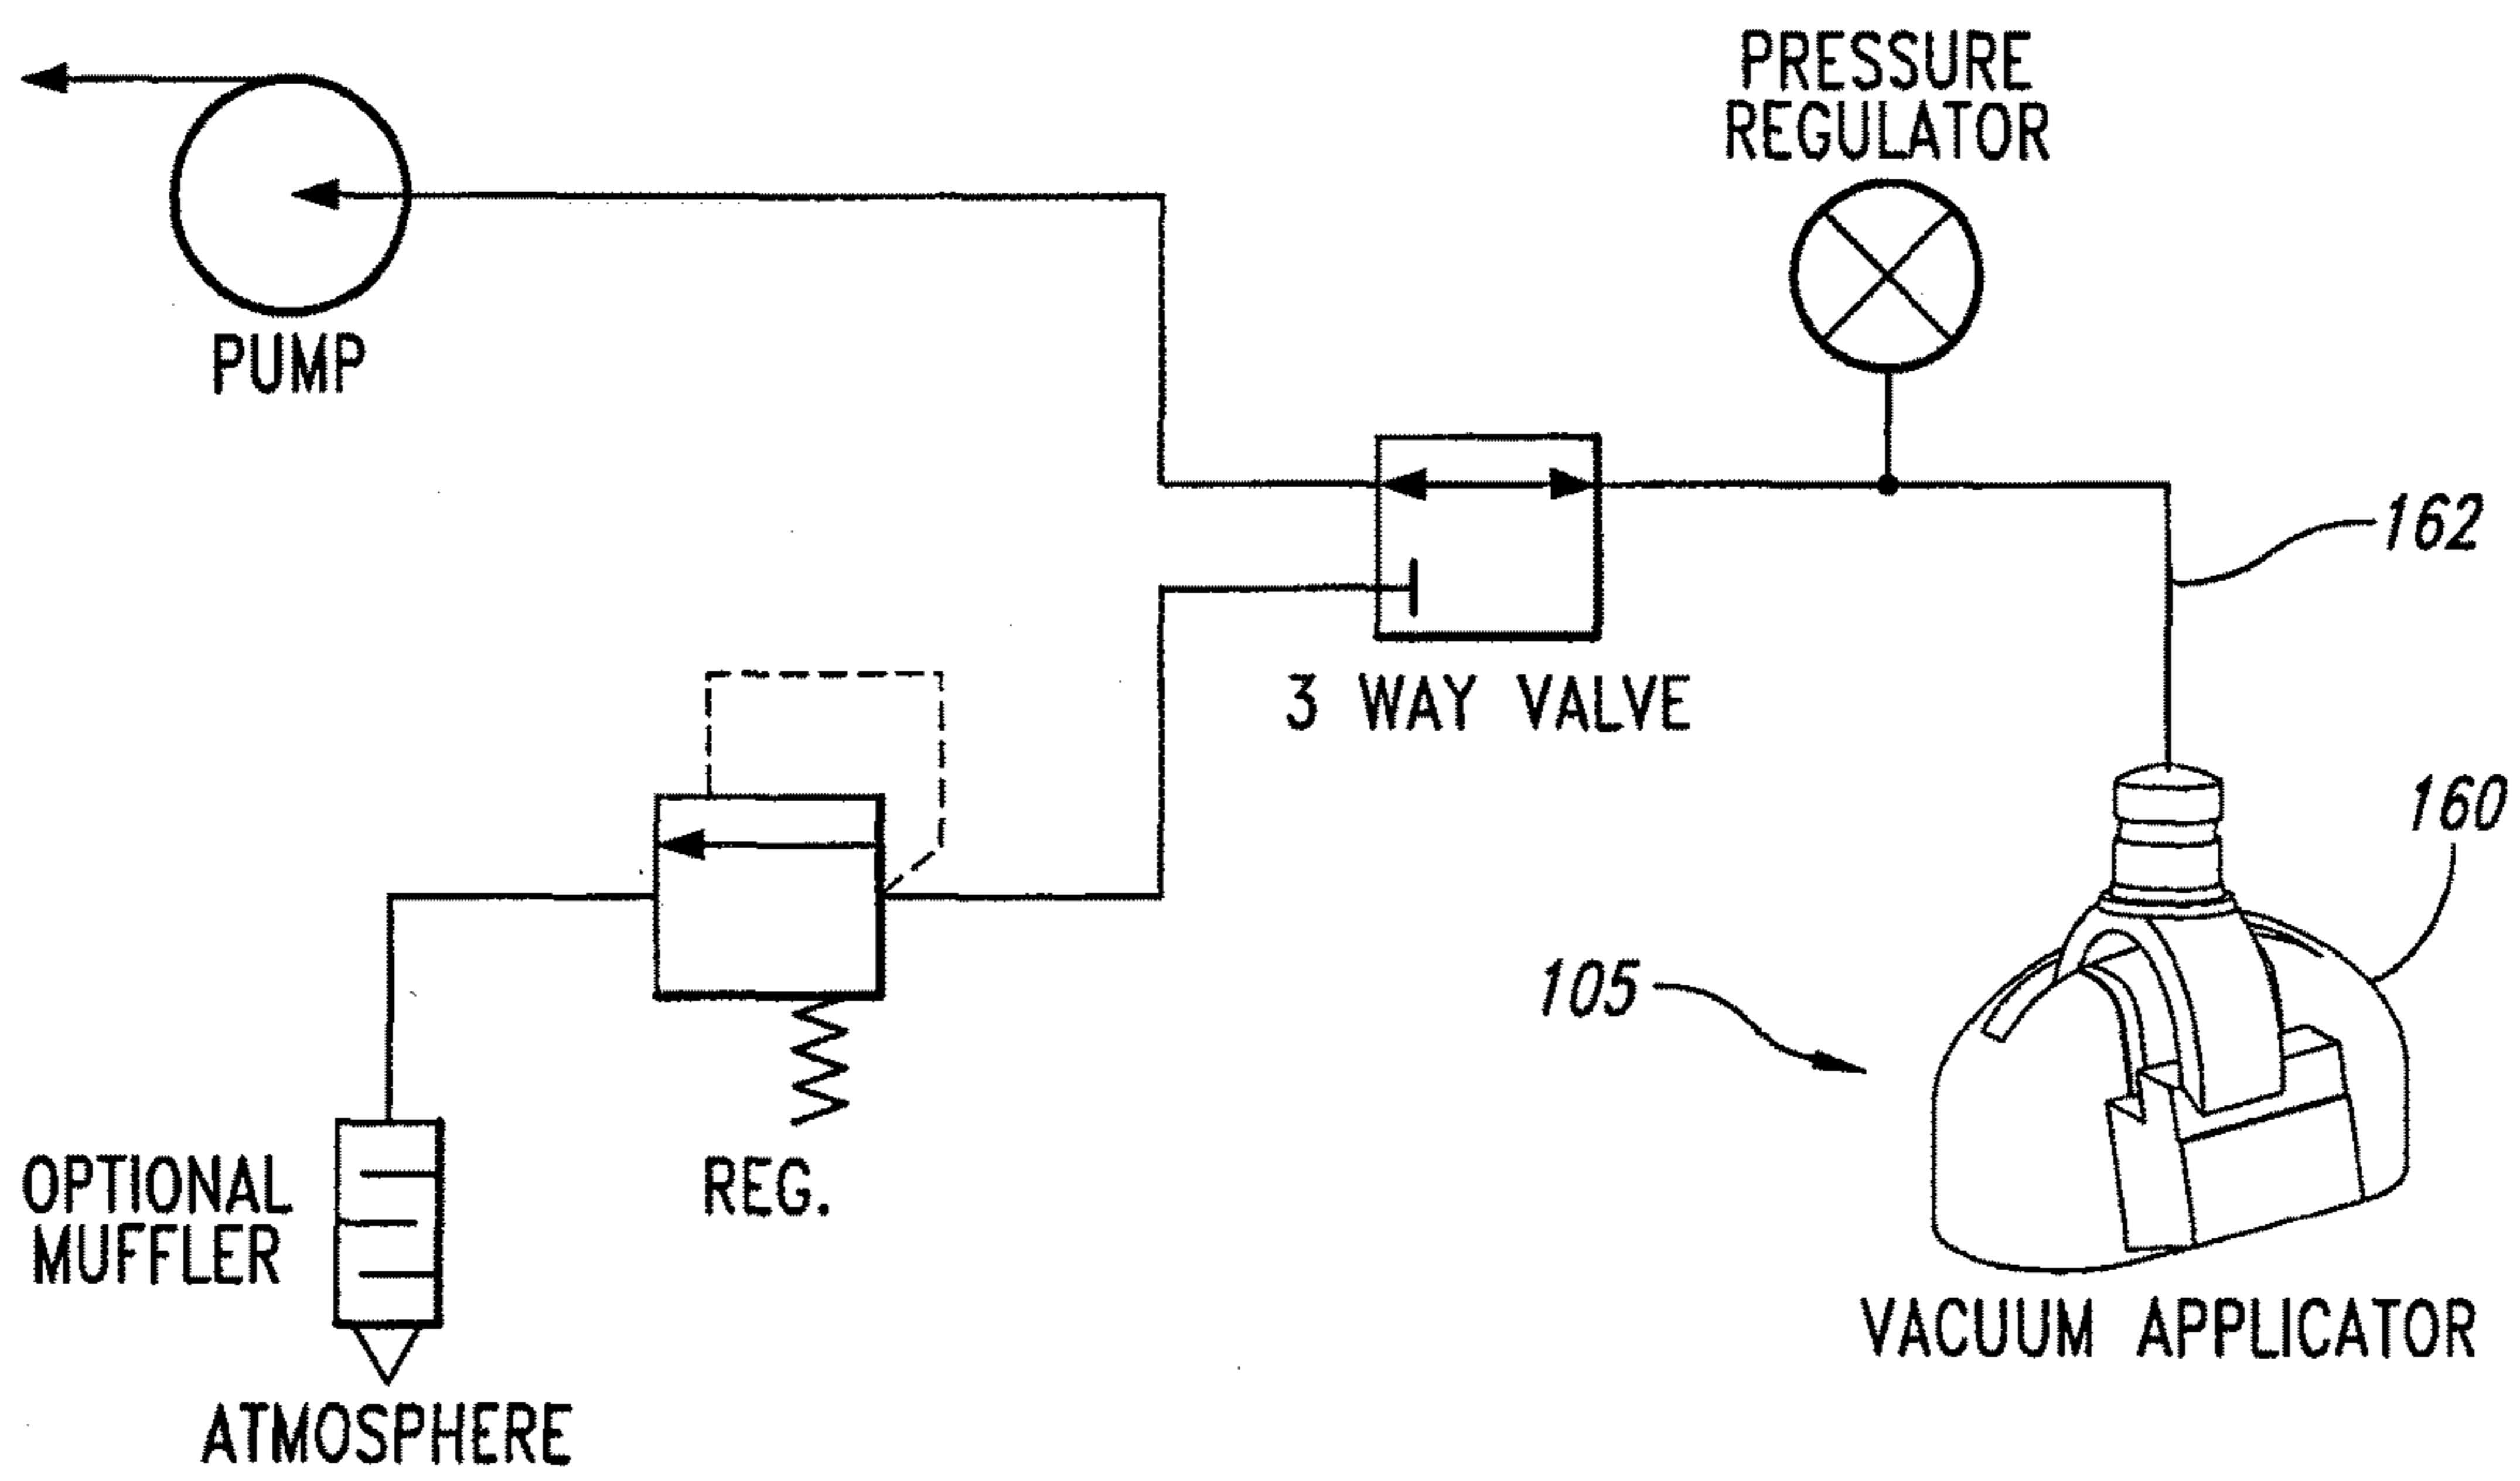 PRESSURE
REGULATOR
PUMP
162
3 WAY VALVE
160
105
OPTIONAL
MUFFLER
REG.
VACUUM APPLICATOR
ATMOSPHERE